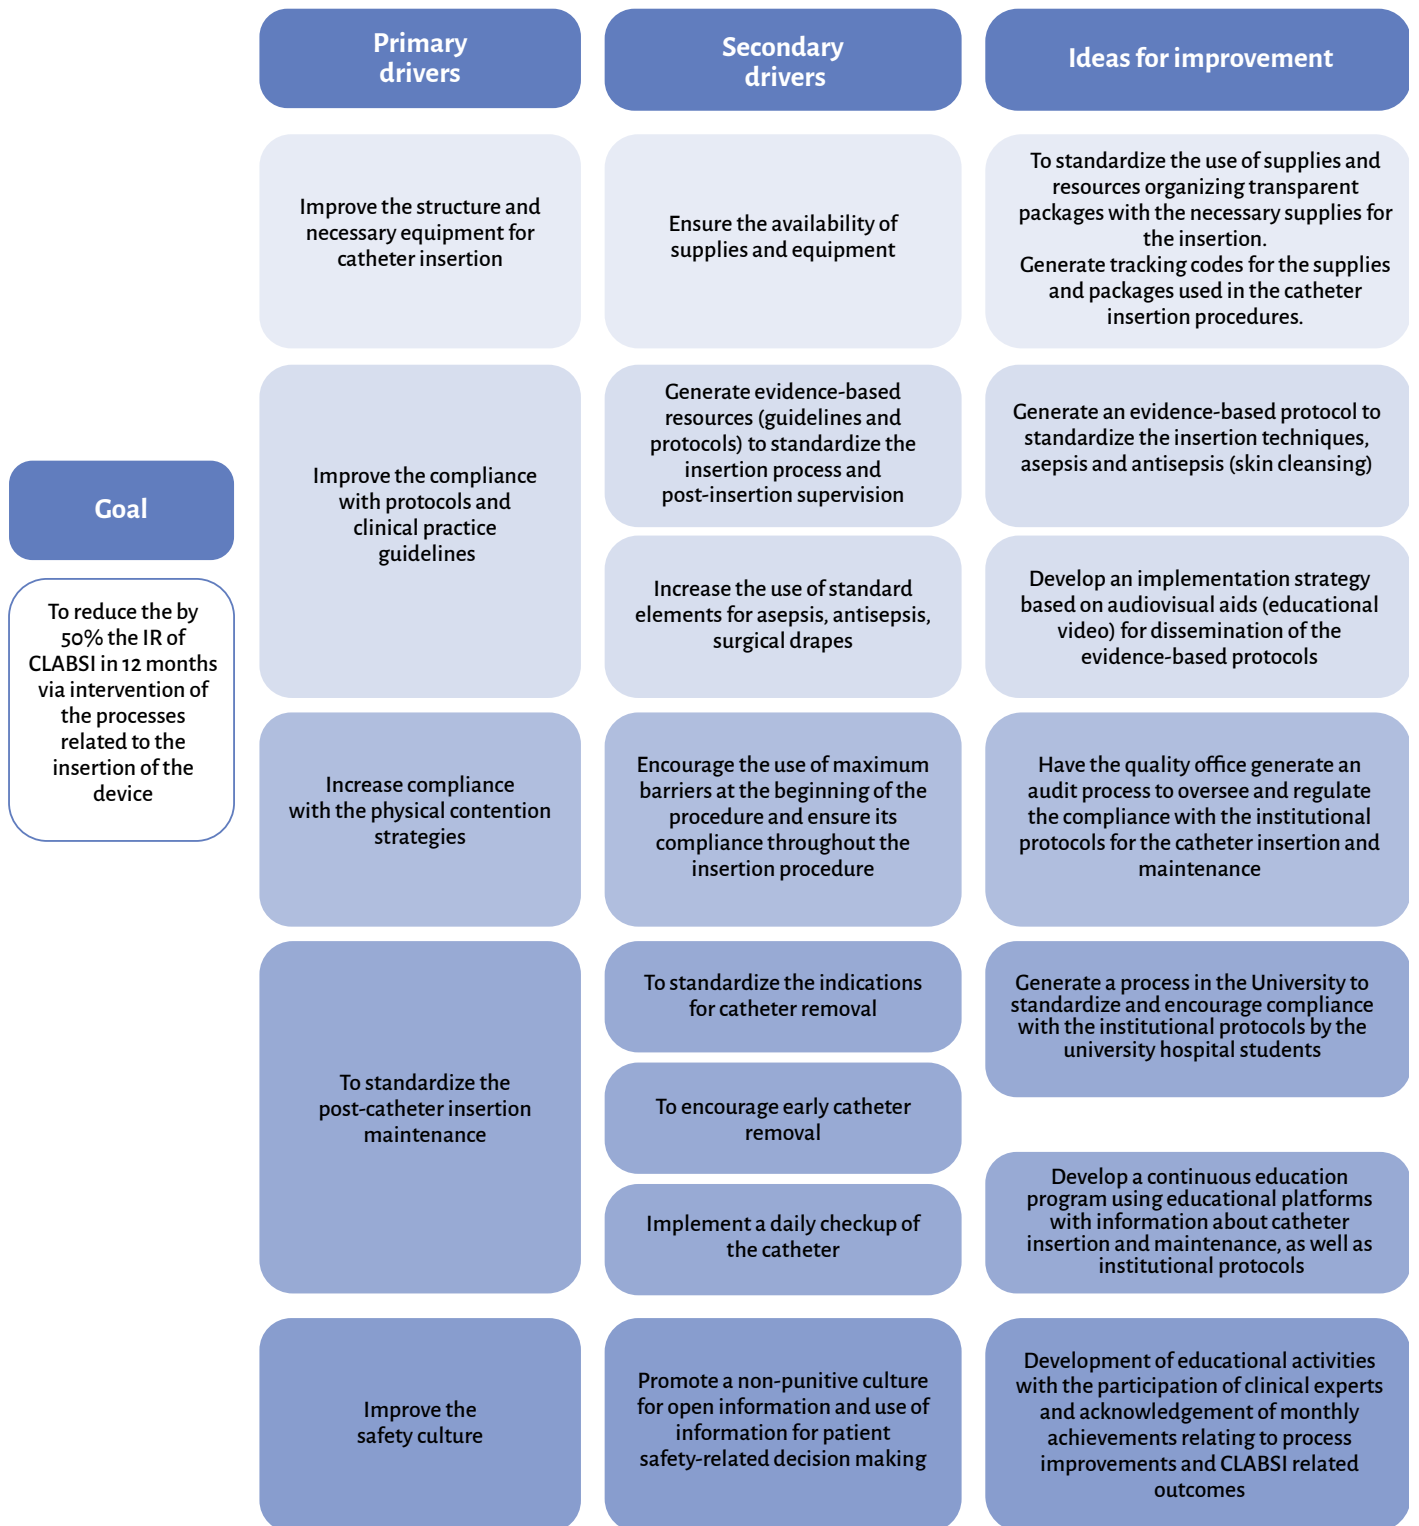 Primary
drivers
Secondary
drivers
Ideas for improvement
Goal
To reduce the by
50% the IR of
CLABSI in 12 months
via intervention of
the processes
related to the
insertion of the
device
Improve the structure and
necessary equipment for
catheter insertion
Ensure the availability of
supplies and equipment
To standardize the use of supplies and
resources organizing transparent
packages with the necessary supplies for
the insertion.
Generate tracking codes for the supplies
and packages used in the catheter
insertion procedures.
Improve the compliance
with protocols and
clinical practice
guidelines
Generate evidence-based
resources (guidelines and
protocols) to standardize the
insertion process and
post-insertion supervision
Generate an evidence-based protocol to
standardize the insertion techniques,
asepsis and antisepsis (skin cleansing)
Increase the use of standard
elements for asepsis, antisepsis,
surgical drapes
Develop an implementation strategy
based on audiovisual aids (educational
video) for dissemination of the
evidence-based protocols
Increase compliance
with the physical contention
strategies
Encourage the use of maximum
barriers at the beginning of the
procedure and ensure its
compliance throughout the
insertion procedure
Have the quality office generate an
audit process to oversee and regulate
the compliance with the institutional
protocols for the catheter insertion and
maintenance
To standardize the
post-catheter insertion
maintenance
To standardize the indications
for catheter removal
To encourage early catheter
removal
Implement a daily checkup of
the catheter
Generate a process in the University to
standardize and encourage compliance
with the institutional protocols by the
university hospital students
Develop a continuous education
program using educational platforms
with information about catheter
insertion and maintenance, as well as
institutional protocols
Improve the
safety culture
Promote a non-punitive culture
for open information and use of
information for patient
safety-related decision making
Development of educational activities
with the participation of clinical experts
and acknowledgement of monthly
achievements relating to process
improvements and CLABSI related
outcomes